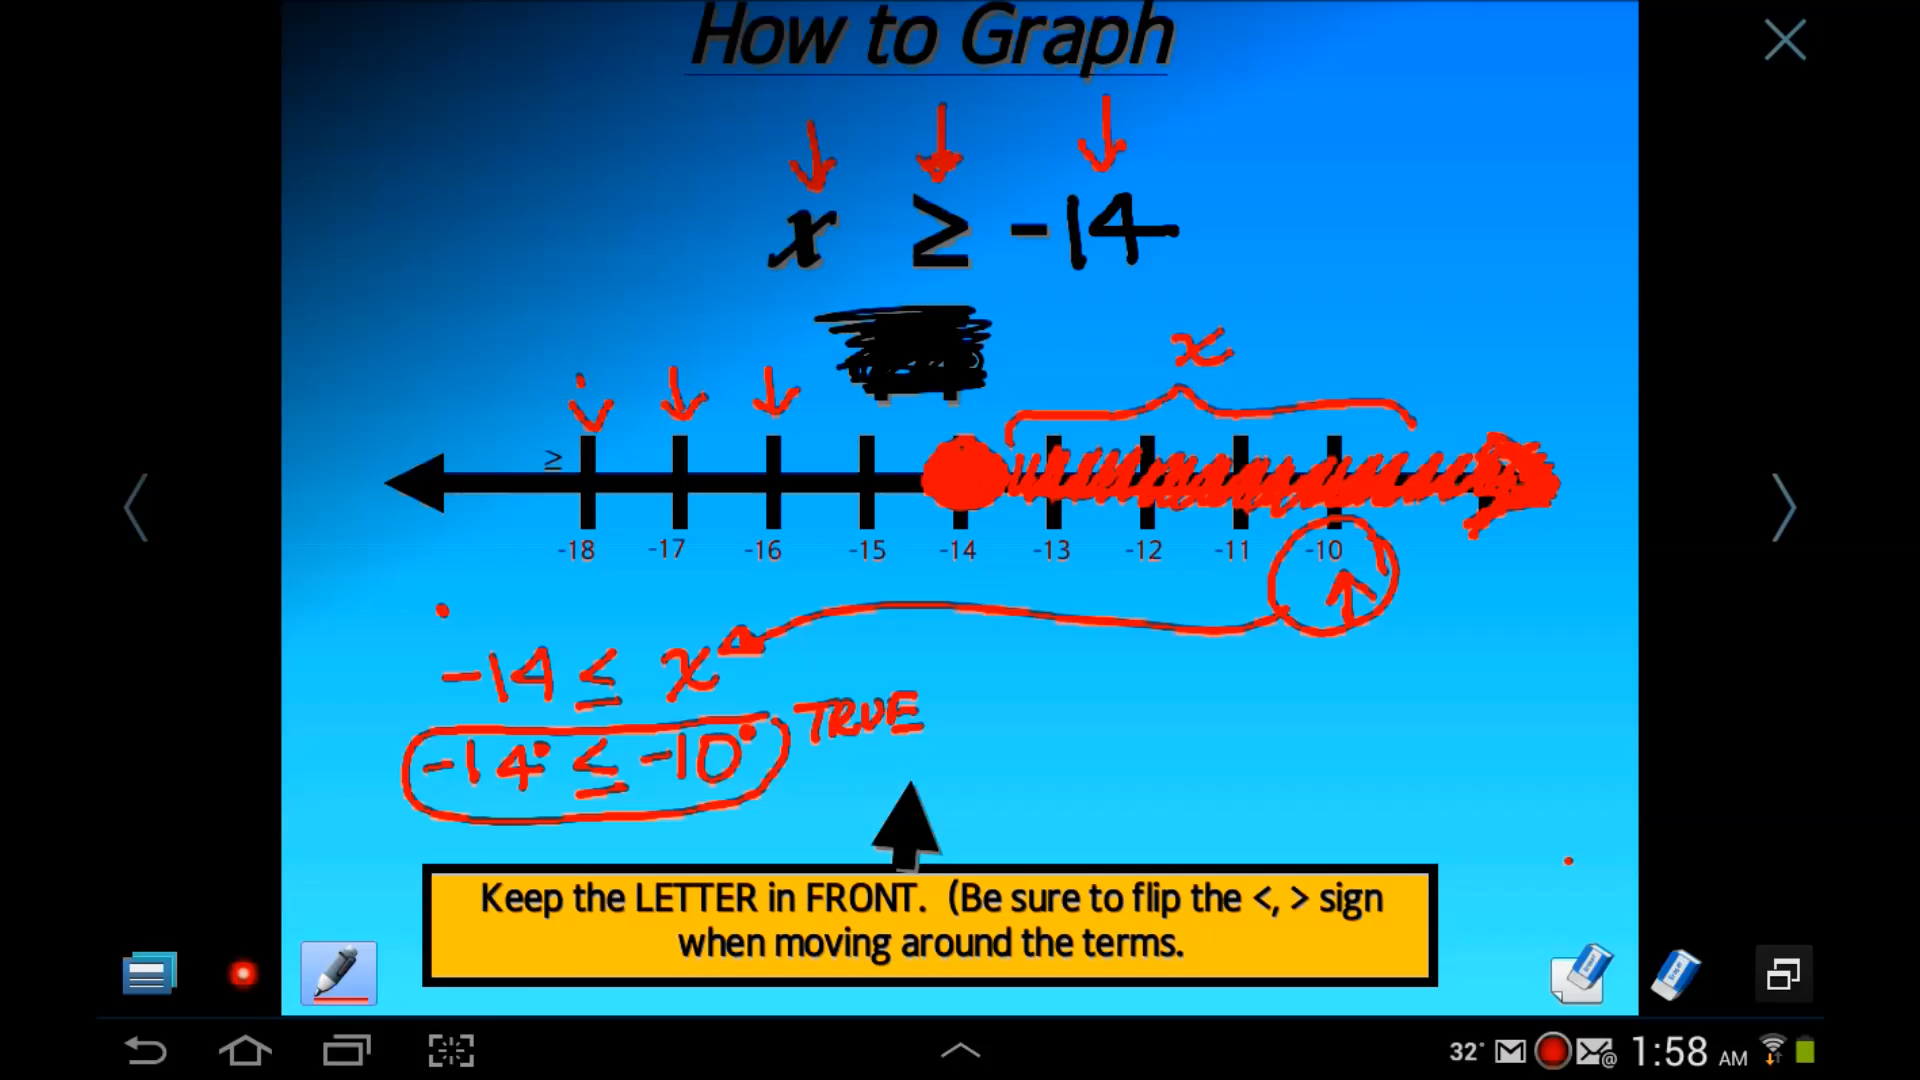 How to Graph
x ≥ -14
x
≥
-18 -17 -16 -15 -14 -13 -12 -11 -10
-14 ≤ x
-14° ≤ -10° TRUE
Keep the LETTER in FRONT. (Be sure to flip the <, > sign
when moving around the terms.
32° 1:58 AM